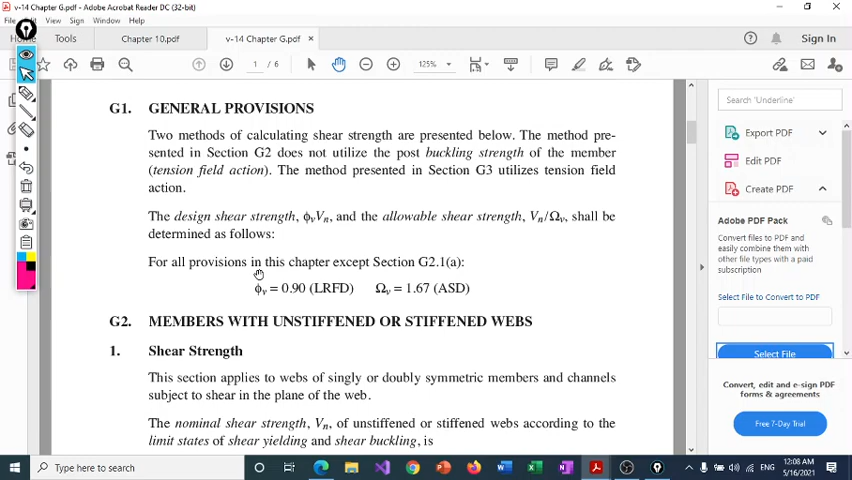 v-14 Chapter G.pdf - Adobe Acrobat Reader DC (32-bit)
File Edit View Sign Window Help
Home Tools Chapter 10.pdf v-14 Chapter G.pdf × Sign In
1 / 6 125%
G1. GENERAL PROVISIONS
Two methods of calculating shear strength are presented below. The method pre-
sented in Section G2 does not utilize the post buckling strength of the member
(tension field action). The method presented in Section G3 utilizes tension field
action.
The design shear strength, ϕvVn, and the allowable shear strength, Vn/Ωv, shall be
determined as follows:
For all provisions in this chapter except Section G2.1(a):
ϕv = 0.90 (LRFD) Ωv = 1.67 (ASD)
G2. MEMBERS WITH UNSTIFFENED OR STIFFENED WEBS
1. Shear Strength
This section applies to webs of singly or doubly symmetric members and channels
subject to shear in the plane of the web.
The nominal shear strength, Vn, of unstiffened or stiffened webs according to the
limit states of shear yielding and shear buckling, is
Search 'Underline'
Export PDF
Edit PDF
Create PDF
Adobe PDF Pack
Convert files to PDF and
easily combine them with
other file types with a paid
subscription
Select File to Convert to PDF
Select File
Convert, edit and e-sign PDF
forms & agreements
Free 7-Day Trial
Type here to search
ENG
12:08 AM
5/16/2021